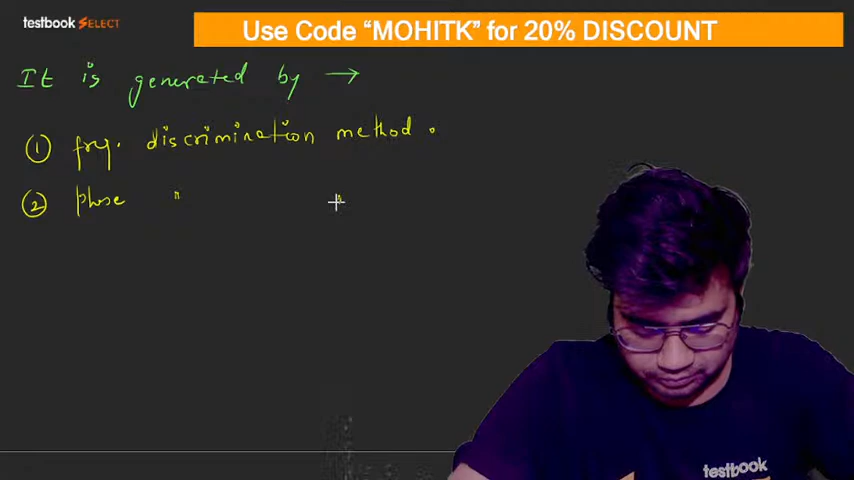 testbook SELECT
Use Code “MOHITK” for 20% DISCOUNT
It is generated by →
① frq. discrimination method.
② phase " "
testbook